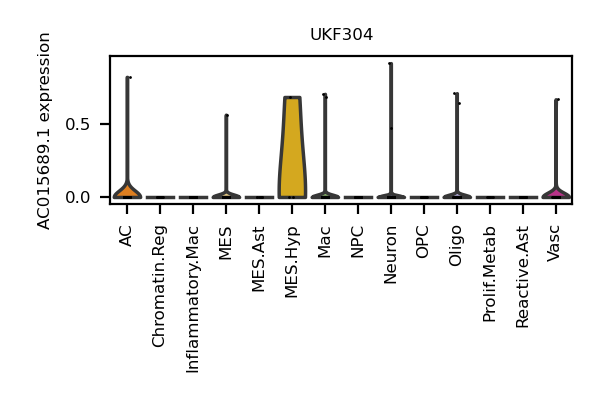 UKF304
AC015689.1 expression
0.5
0.0
AC
Chromatin.Reg
Inflammatory.Mac
MES
MES.Ast
MES.Hyp
Mac
NPC
Neuron
OPC
Oligo
Prolif.Metab
Reactive.Ast
Vasc